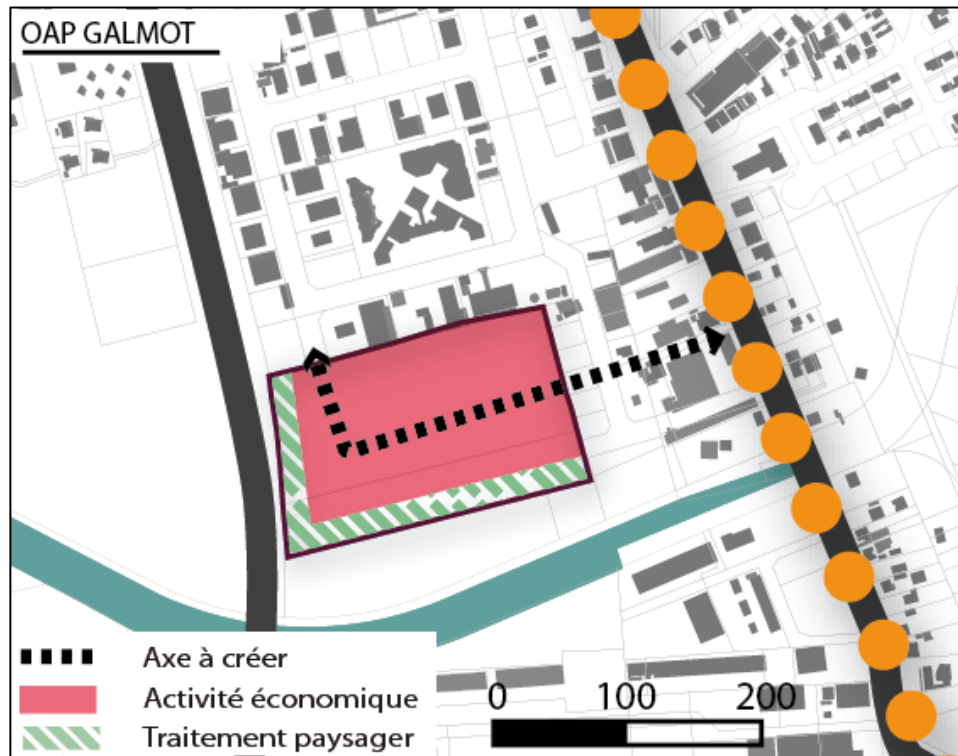 OAP GALMOT
Axe à créer
Activité économique
Traitement paysager
0 100 200